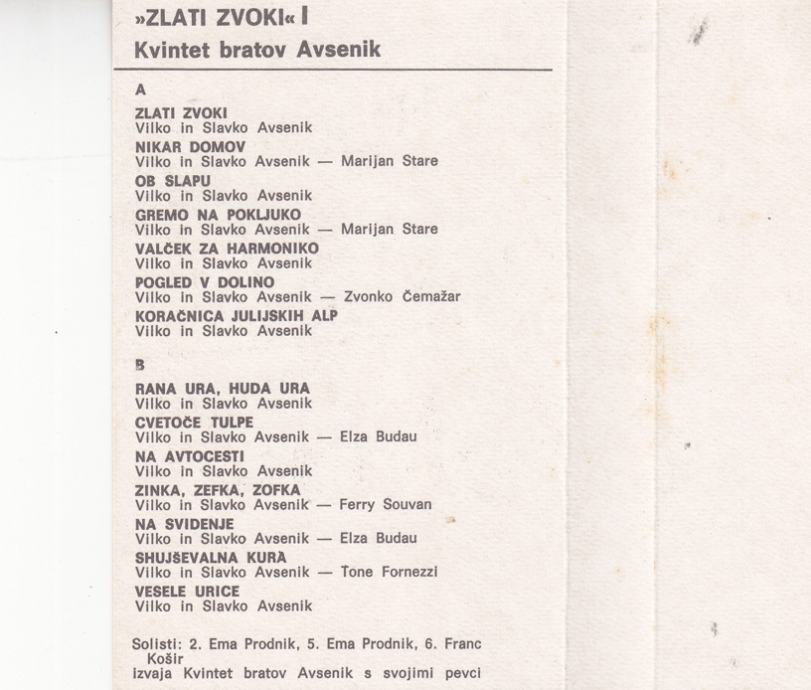 »ZLATI ZVOKI« I
Kvintet bratov Avsenik
A
ZLATI ZVOKI
Vilko in Slavko Avsenik
NIKAR DOMOV
Vilko in Slavko Avsenik — Marijan Stare
OB SLAPU
Vilko in Slavko Avsenik
GREMO NA POKLJUKO
Vilko in Slavko Avsenik — Marijan Stare
VALČEK ZA HARMONIKO
Vilko in Slavko Avsenik
POGLED V DOLINO
Vilko in Slavko Avsenik — Zvonko Čemažar
KORAČNICA JULIJSKIH ALP
Vilko in Slavko Avsenik
B
RANA URA, HUDA URA
Vilko in Slavko Avsenik
CVETOČE TULPE
Vilko in Slavko Avsenik — Elza Budau
NA AVTOCESTI
Vilko in Slavko Avsenik
ZINKA, ZEFKA, ZOFKA
Vilko in Slavko Avsenik — Ferry Souvan
NA SVIDENJE
Vilko in Slavko Avsenik — Elza Budau
SHUJŠEVALNA KURA
Vilko in Slavko Avsenik — Tone Fornezzi
VESELE URICE
Vilko in Slavko Avsenik
Solisti: 2. Ema Prodnik, 5. Ema Prodnik, 6. Franc
Košir
izvaja Kvintet bratov Avsenik s svojimi pevci